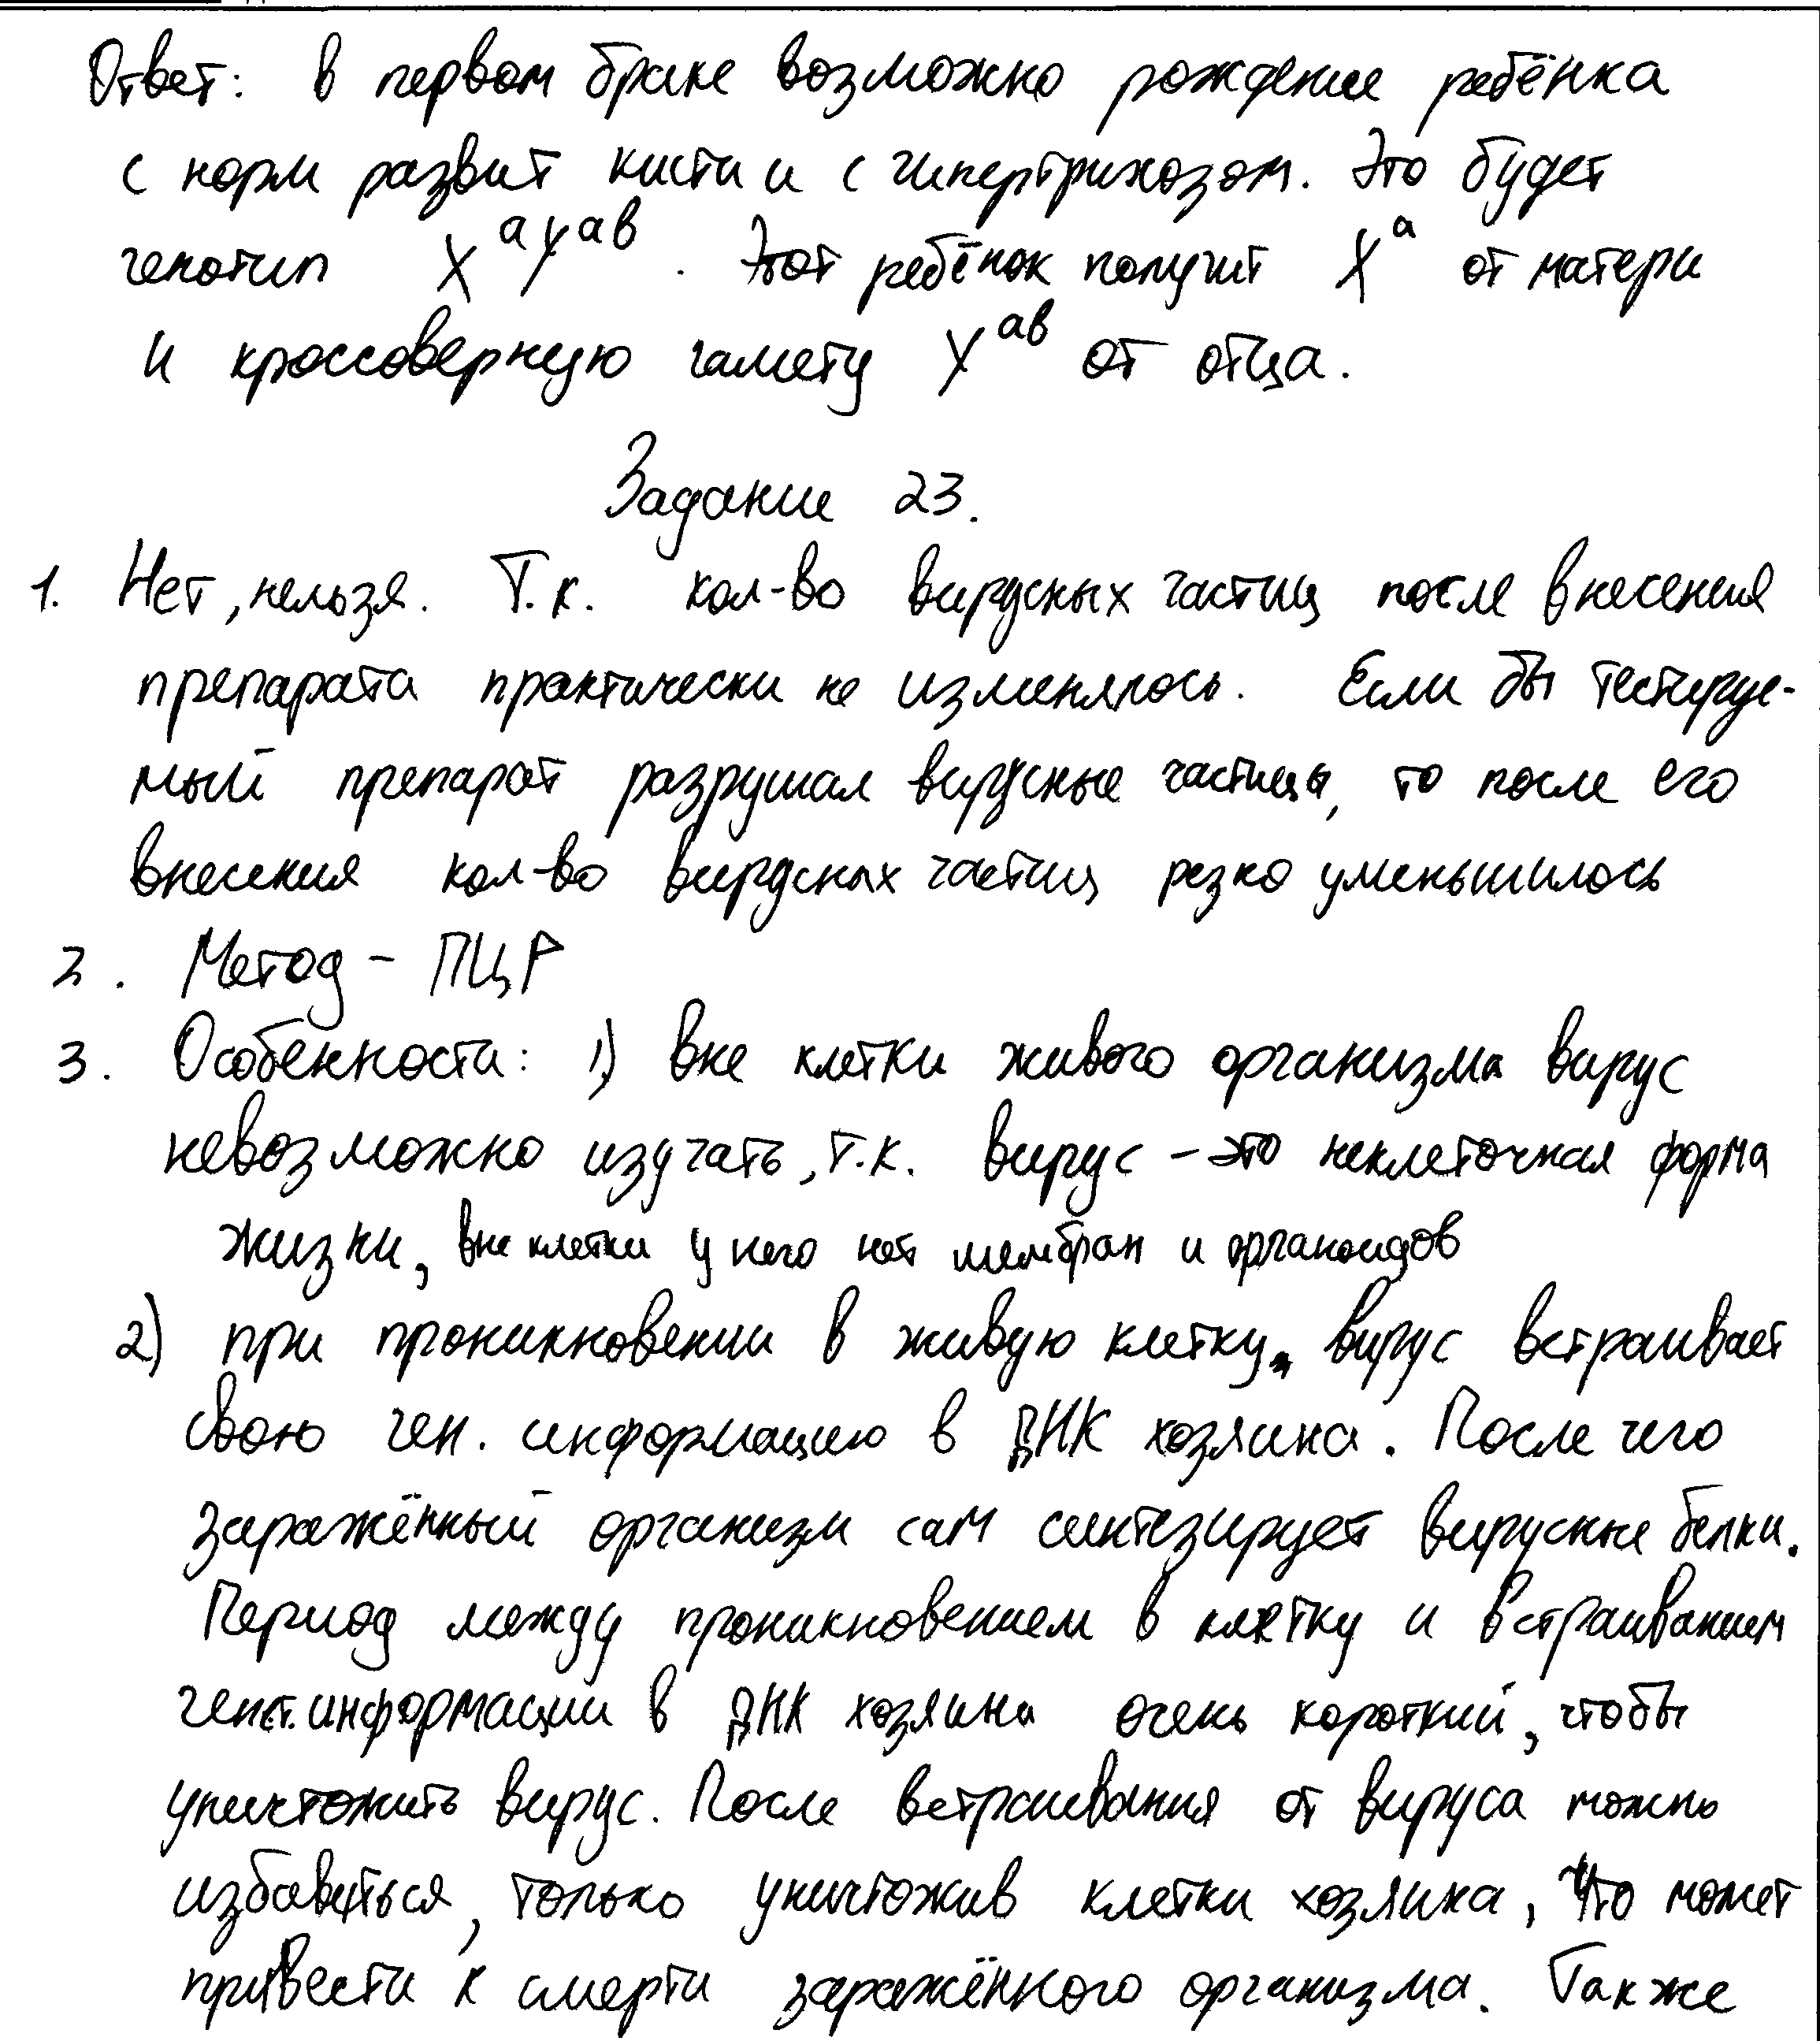 Ответ: в первом браке возможно рождение ребёнка
с норм развит кисти и с гипертрихозом. Это будет
генотип X^a Y^ab. Этот ребёнок получит X^a от матери
и кроссоверную гамету Y^ab от отца.
Задание 23.
1. Нет, нельзя. Т.к. кол-во вирусных частиц после внесения
препарата практически не изменялось. Если бы тестируе-
мый препарат разрушал вирусные частицы, то после его
внесения кол-во вирусных частиц резко уменьшилось
2. Метод - ПЦР
3. Особенности: 1) вне клетки живого организма вирус
невозможно изучать, т.к. вирус - это неклеточная форма
жизни, вне клетки у него нет мембран и органоидов
2) при проникновении в живую клетку, вирус встраивает
свою ген. информацию в ДНК хозяина. После чего
заражённый организм сам синтезирует вирусные белки.
Период между проникновением в клетку и встраиванием
генет. информации в ДНК хозяина очень короткий, чтобы
уничтожить вирус. После встраивания от вируса можно
избавиться, только уничтожив клетки хозяина, что может
привести к смерти заражённого организма. Также